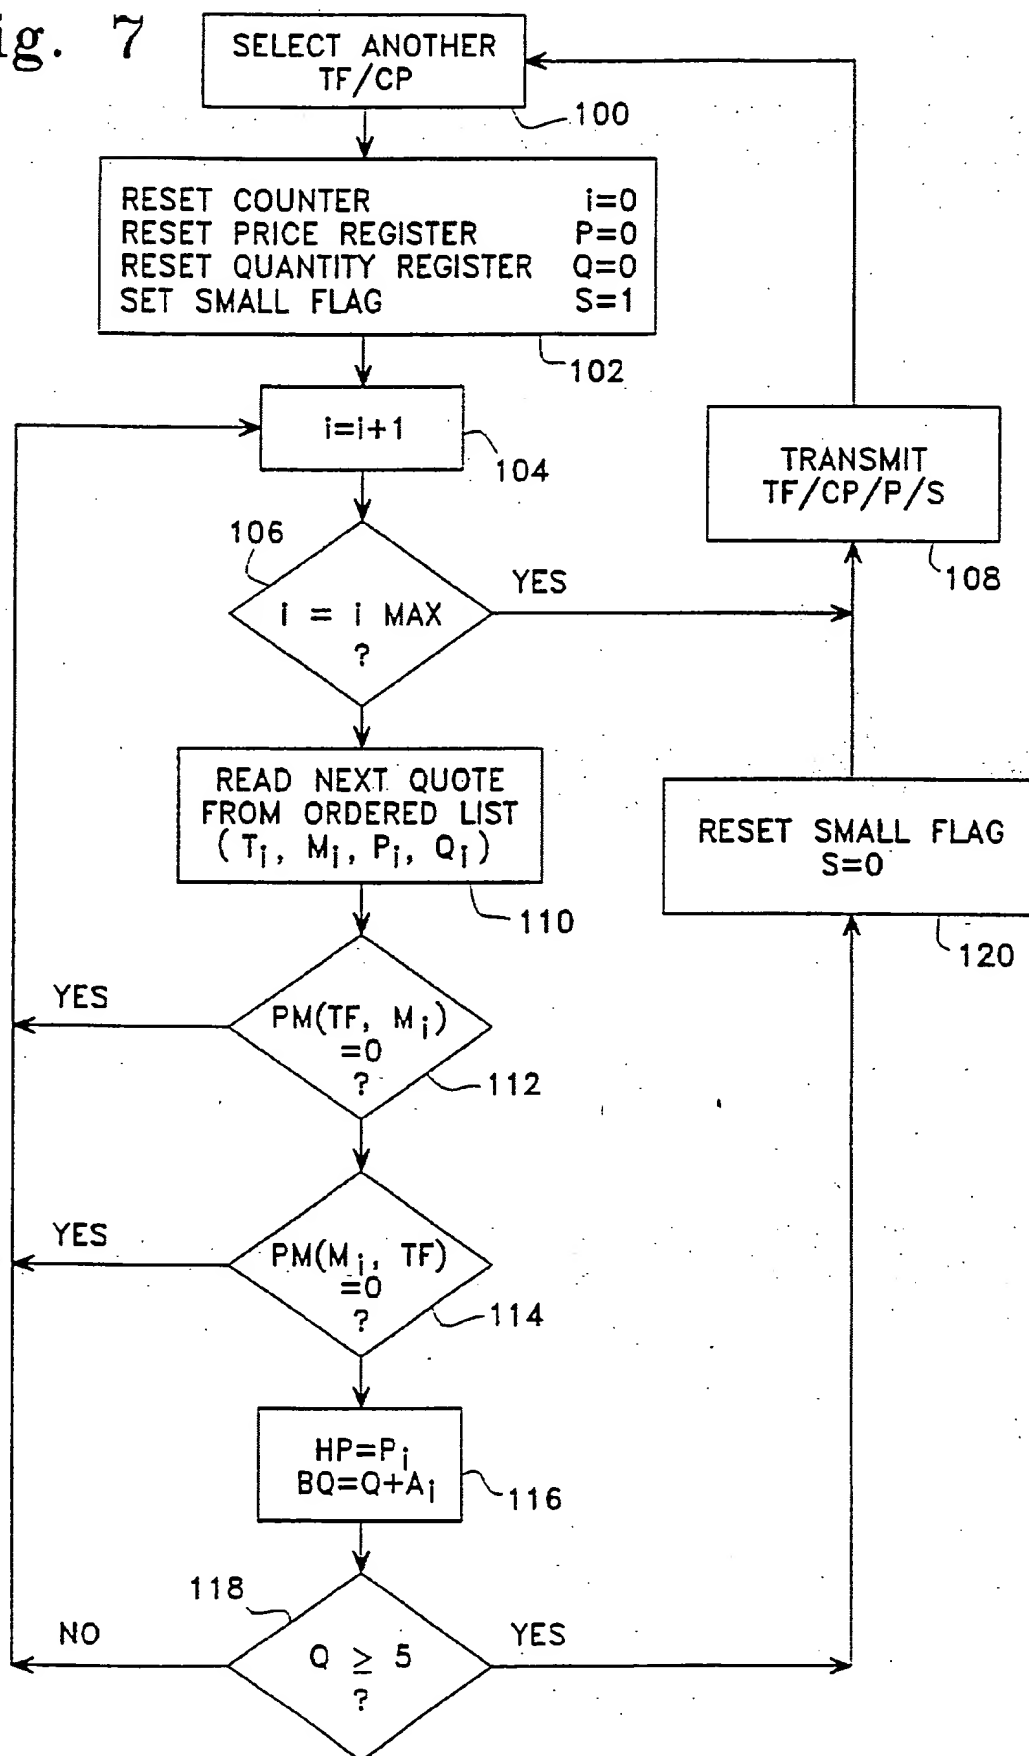 ig. 7
SELECT ANOTHER
TF/CP
100
RESET COUNTER i=0
RESET PRICE REGISTER P=0
RESET QUANTITY REGISTER Q=0
SET SMALL FLAG S=1
102
i=i+1
104
TRANSMIT
TF/CP/P/S
108
106
i = i MAX
?
YES
READ NEXT QUOTE
FROM ORDERED LIST
(Ti, Mi, Pi, Qi)
110
RESET SMALL FLAG
S=0
120
YES
PM(TF, Mi)
=0
?
112
YES
PM(Mi, TF)
=0
?
114
HP=Pi
BQ=Q+Ai
116
118
NO
Q ≥ 5
?
YES